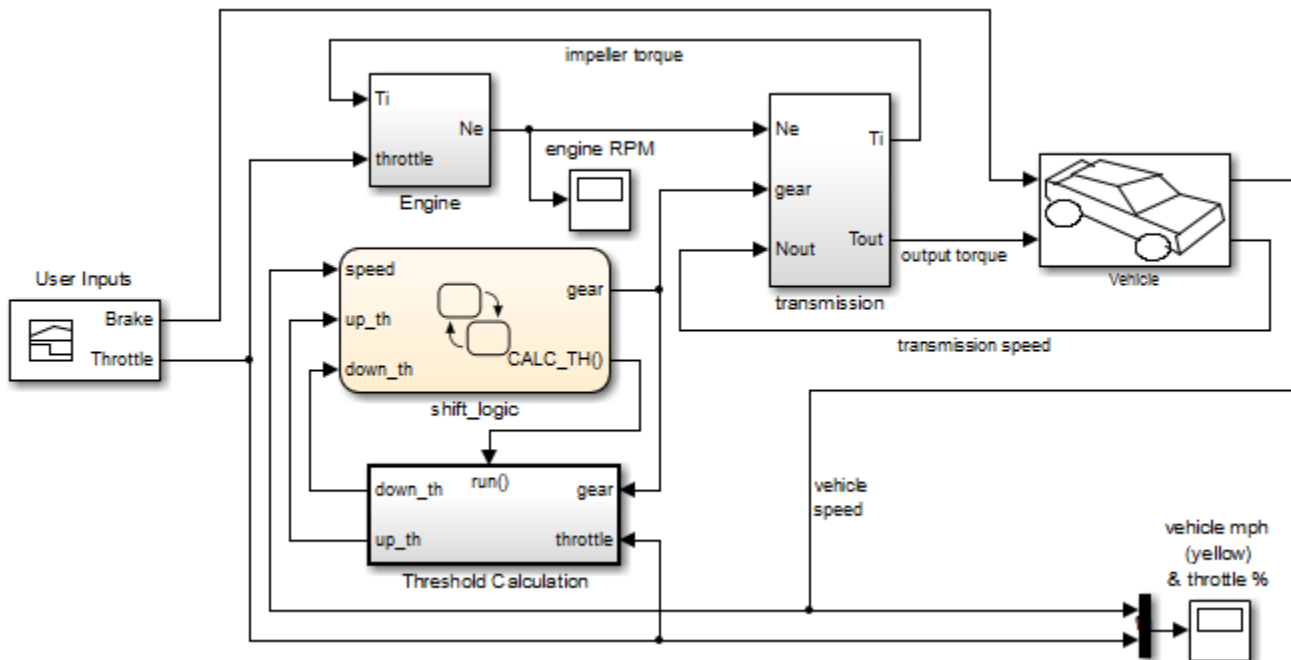 impeller torque
Ti
throttle
Ne
Engine
engine RPM
Ne
gear
Nout
Ti
Tout
transmission
output torque
Vehicle
transmission speed
User Inputs
Brake
Throttle
speed
up_th
down_th
gear
CALC_TH()
shift_logic
run()
down_th
up_th
gear
throttle
Threshold Calculation
vehicle
speed
vehicle mph
(yellow)
& throttle %